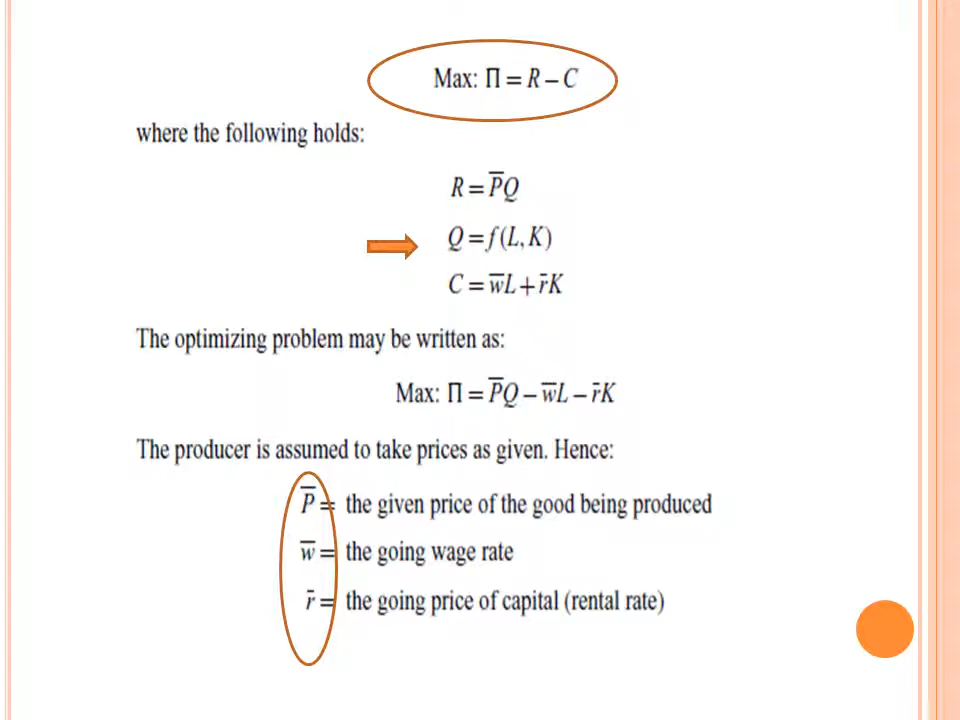 Max: Π = R – C
where the following holds:
R = P̅Q
Q = f(L, K)
C = w̅L + r̅K
The optimizing problem may be written as:
Max: Π = P̅Q – w̅L – r̅K
The producer is assumed to take prices as given. Hence:
P̅ = the given price of the good being produced
w̅ = the going wage rate
r̅ = the going price of capital (rental rate)